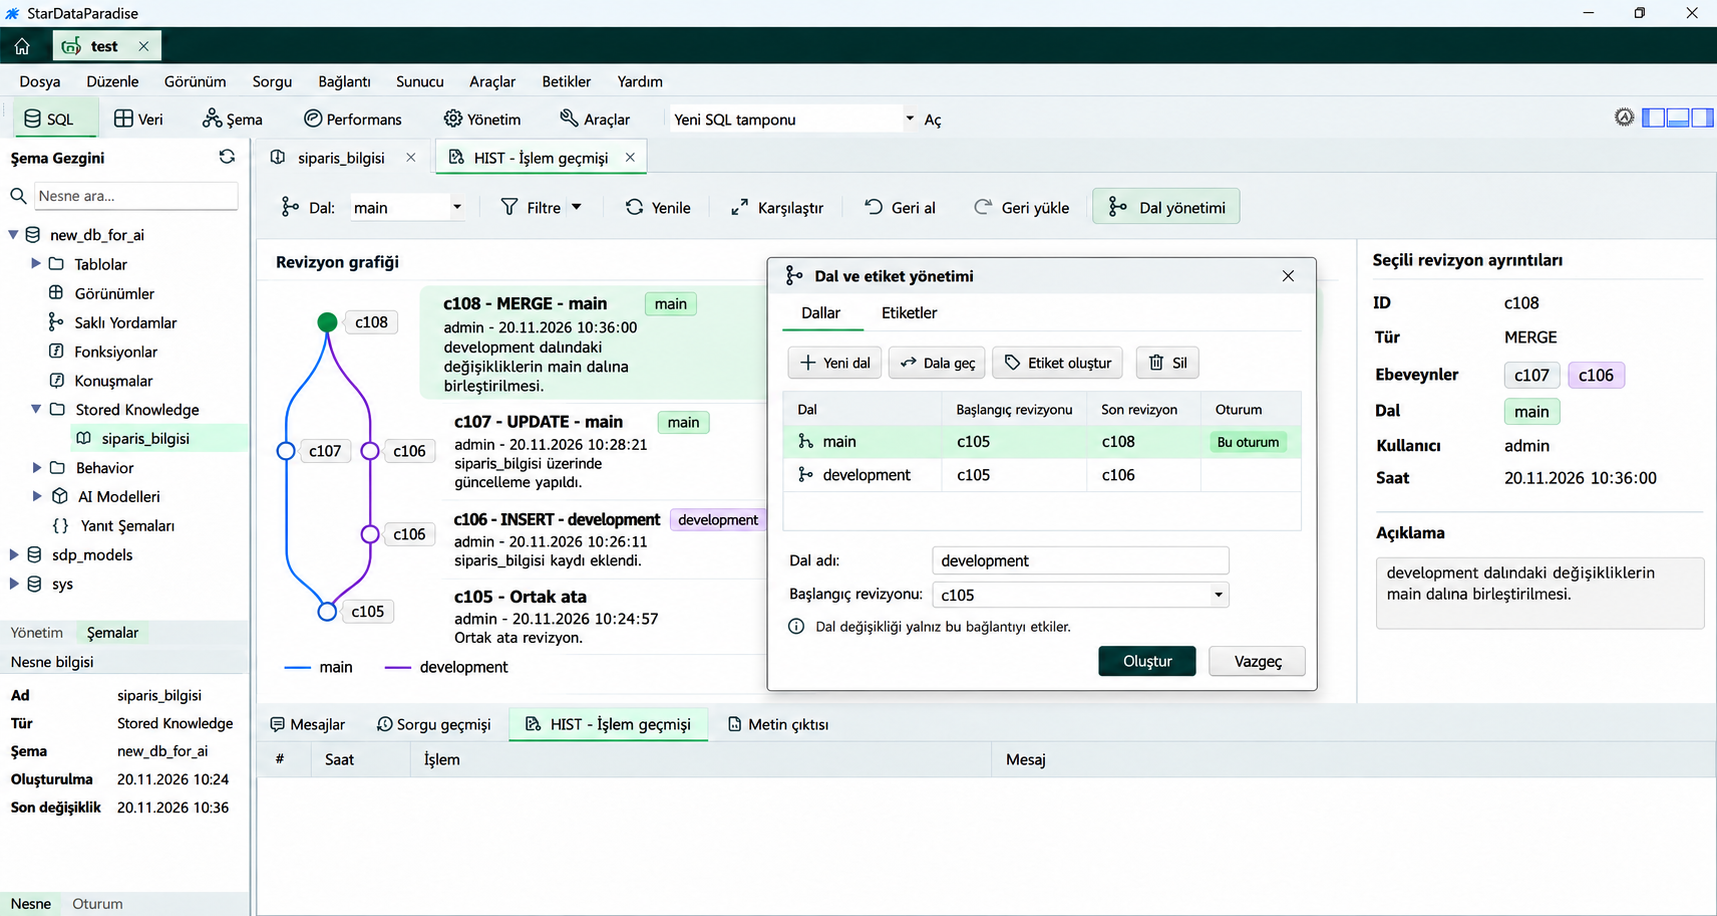 StarDataParadise
test
Dosya Düzenle Görünüm Sorgu Bağlantı Sunucu Araçlar Betikler Yardım
SQL Veri Şema Performans Yönetim Araçlar Yeni SQL tamponu Aç
Şema Gezgini
Nesne ara...
new_db_for_ai
Tablolar
Görünümler
Saklı Yordamlar
Fonksiyonlar
Konuşmalar
Stored Knowledge
siparis_bilgisi
Behavior
AI Modelleri
Yanıt Şemaları
sdp_models
sys
Yönetim Şemalar
Nesne bilgisi
Ad siparis_bilgisi
Tür Stored Knowledge
Şema new_db_for_ai
Oluşturulma 20.11.2026 10:24
Son değişiklik 20.11.2026 10:36
Nesne Oturum
siparis_bilgisi HIST - İşlem geçmişi
Dal: main Filtre Yenile Karşılaştır Geri al Geri yükle Dal yönetimi
Revizyon grafiği
c108
c107 c106
c106
c105
main development
c108 - MERGE - main main
admin - 20.11.2026 10:36:00
development dalındaki
değişikliklerin main dalına
birleştirilmesi.
c107 - UPDATE - main main
admin - 20.11.2026 10:28:21
siparis_bilgisi üzerinde
güncelleme yapıldı.
c106 - INSERT - development development
admin - 20.11.2026 10:26:11
siparis_bilgisi kaydı eklendi.
c105 - Ortak ata
admin - 20.11.2026 10:24:57
Ortak ata revizyon.
Dal ve etiket yönetimi
Dallar Etiketler
Yeni dal Dala geç Etiket oluştur Sil
Dal Başlangıç revizyonu Son revizyon Oturum
main c105 c108 Bu oturum
development c105 c106
Dal adı: development
Başlangıç revizyonu: c105
Dal değişikliği yalnız bu bağlantıyı etkiler.
Oluştur Vazgeç
Seçili revizyon ayrıntıları
ID c108
Tür MERGE
Ebeveynler c107 c106
Dal main
Kullanıcı admin
Saat 20.11.2026 10:36:00
Açıklama
development dalındaki değişikliklerin
main dalına birleştirilmesi.
Mesajlar Sorgu geçmişi HIST - İşlem geçmişi Metin çıktısı
# Saat İşlem Mesaj